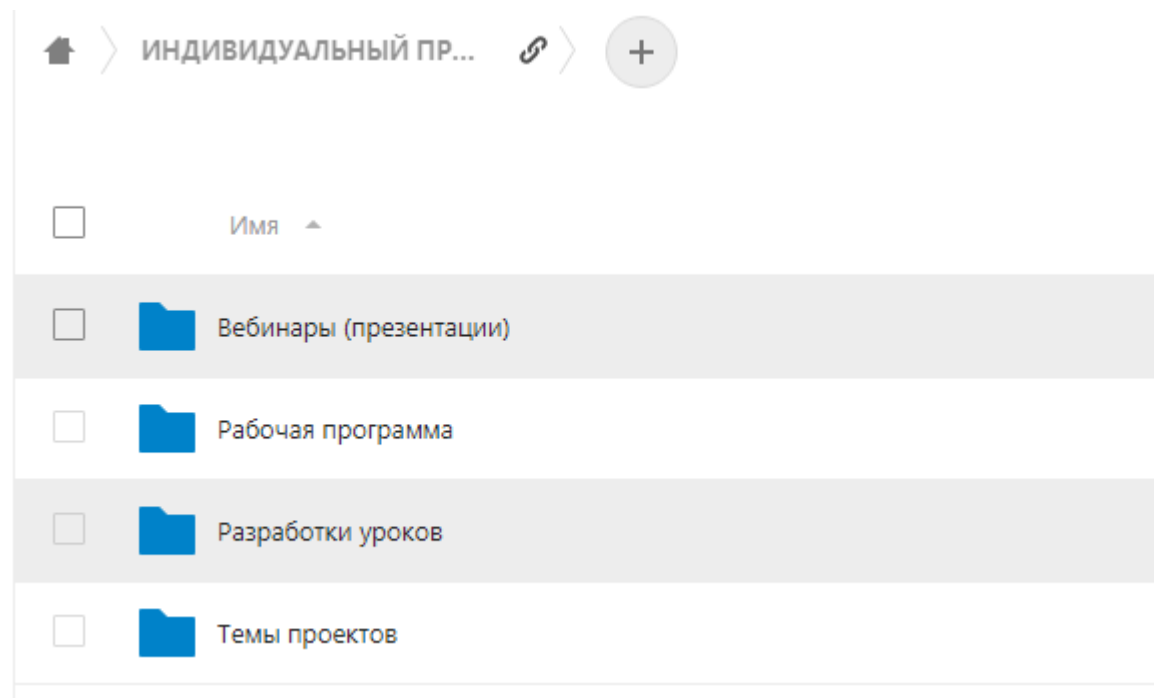 ИНДИВИДУАЛЬНЫЙ ПР...
Имя
Вебинары (презентации)
Рабочая программа
Разработки уроков
Темы проектов